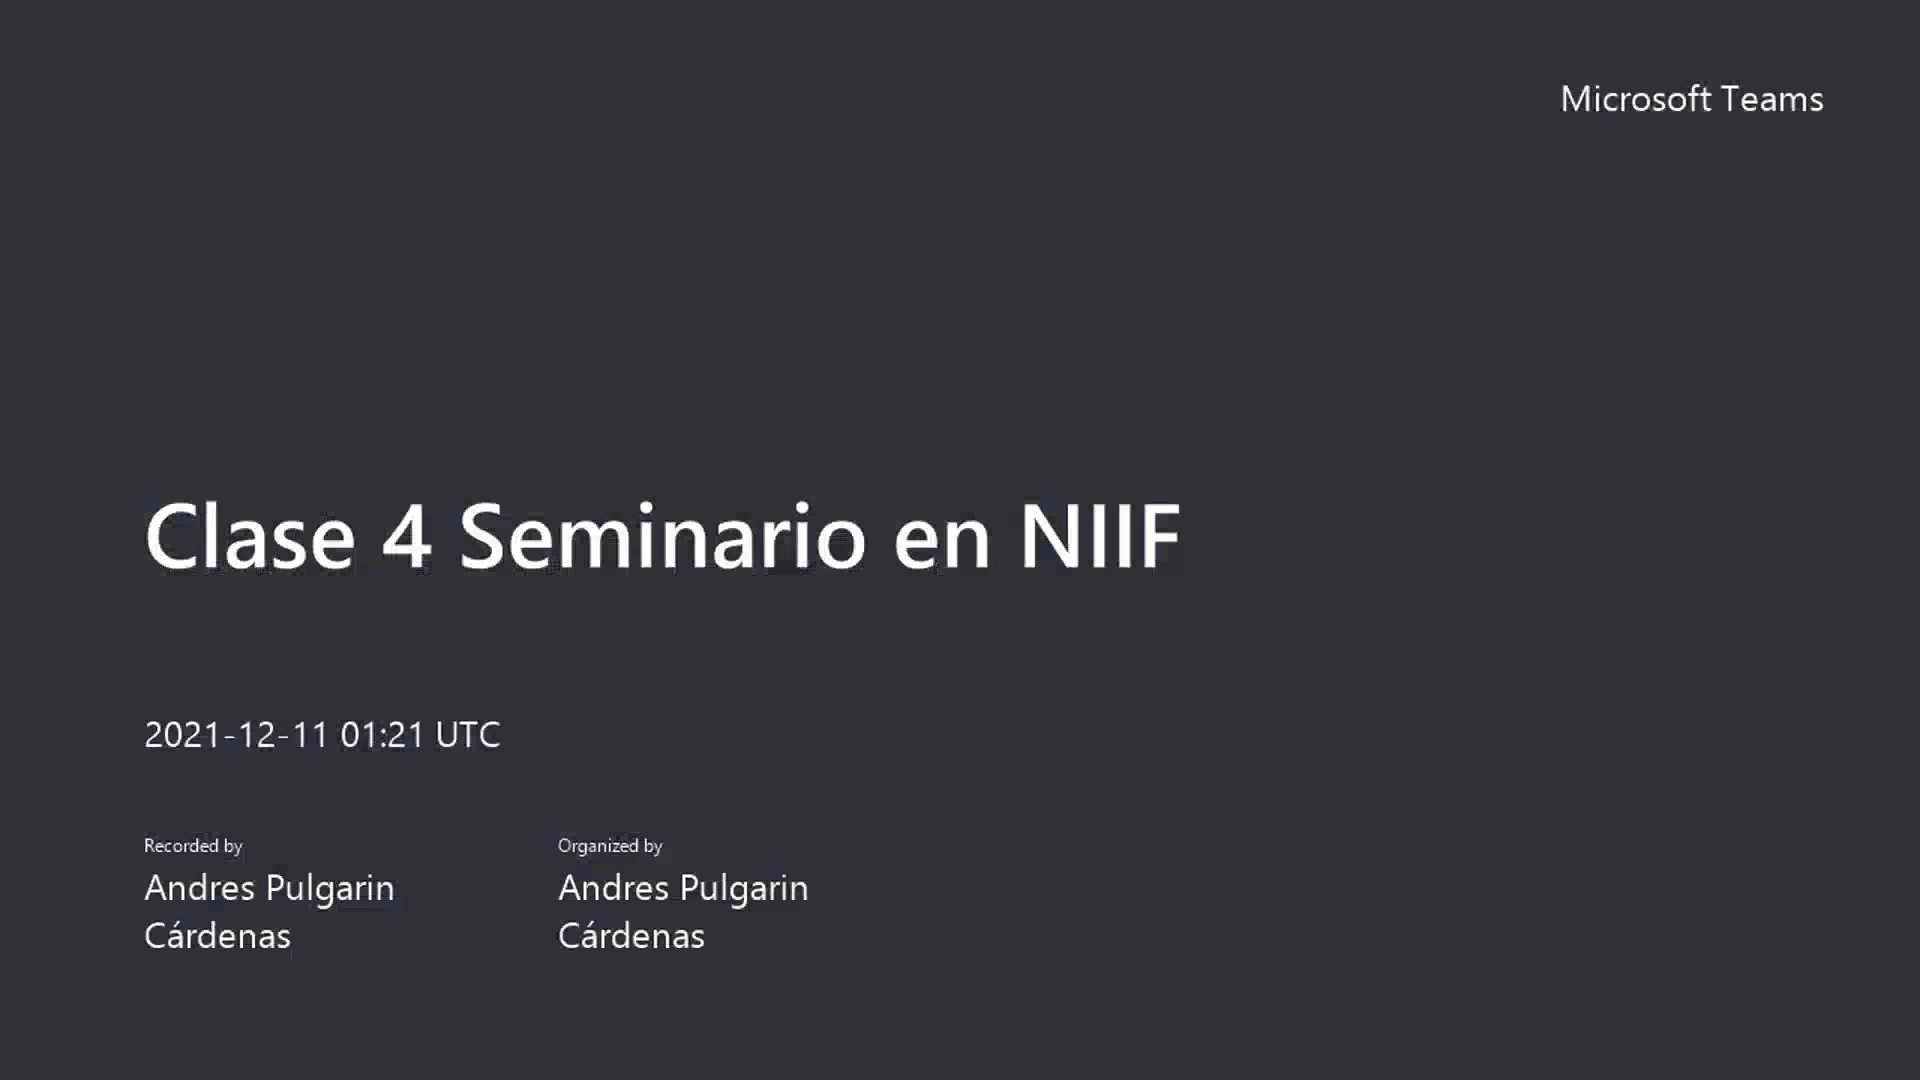 Microsoft Teams
Clase 4 Seminario en NIIF
2021-12-11 01:21 UTC
Recorded by
Andres Pulgarin
Cárdenas
Organized by
Andres Pulgarin
Cárdenas